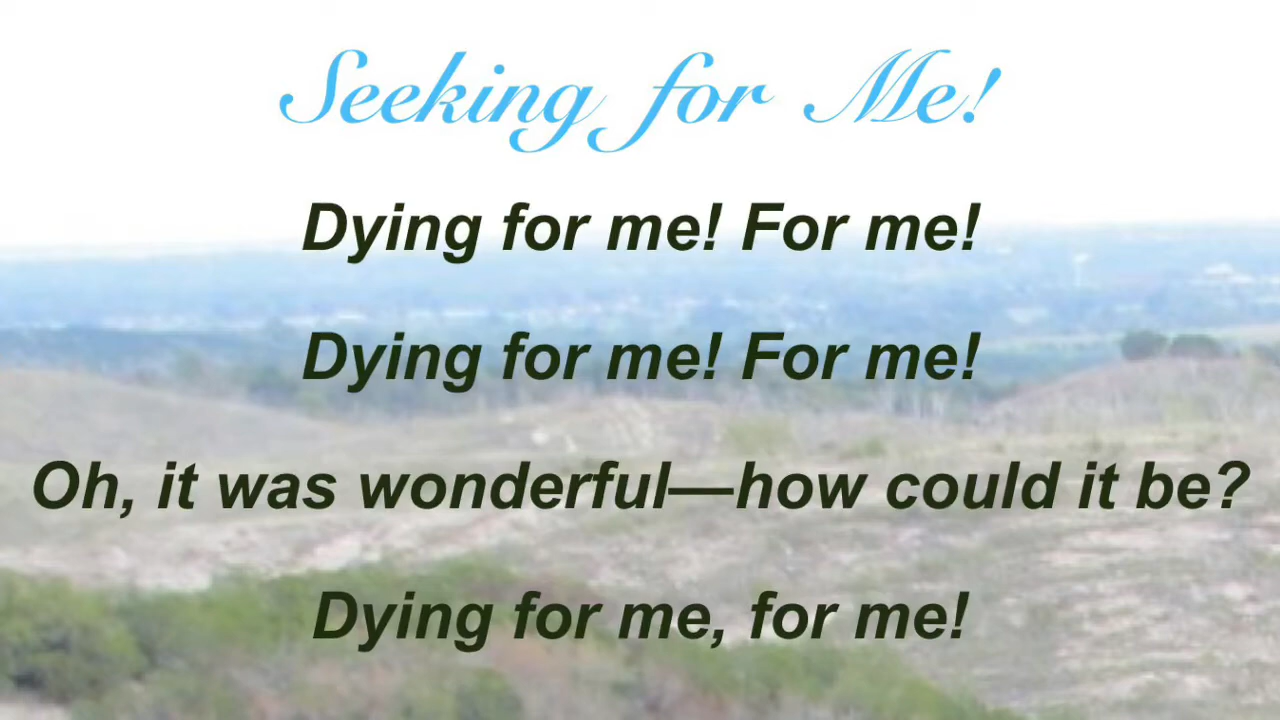 Seeking for Me!
Dying for me! For me!
Dying for me! For me!
Oh, it was wonderful—how could it be?
Dying for me, for me!